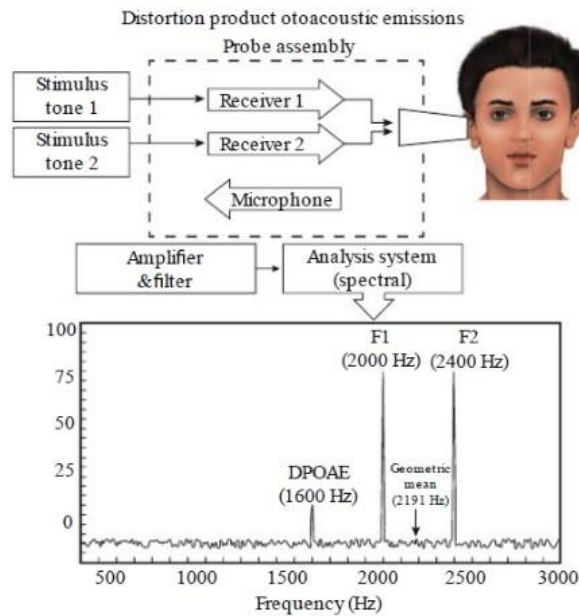 Distortion product otoacoustic emissions
Probe assembly
Stimulus
tone 1
Receiver 1
Stimulus
tone 2
Receiver 2
Microphone
Amplifier
&filter
Analysis system
(spectral)
100
75
50
25
0
F1
(2000 Hz)
F2
(2400 Hz)
DPOAE
(1600 Hz)
Geometric
mean
(2191 Hz)
500 1000 1500 2000 2400 3000
Frequency (Hz)